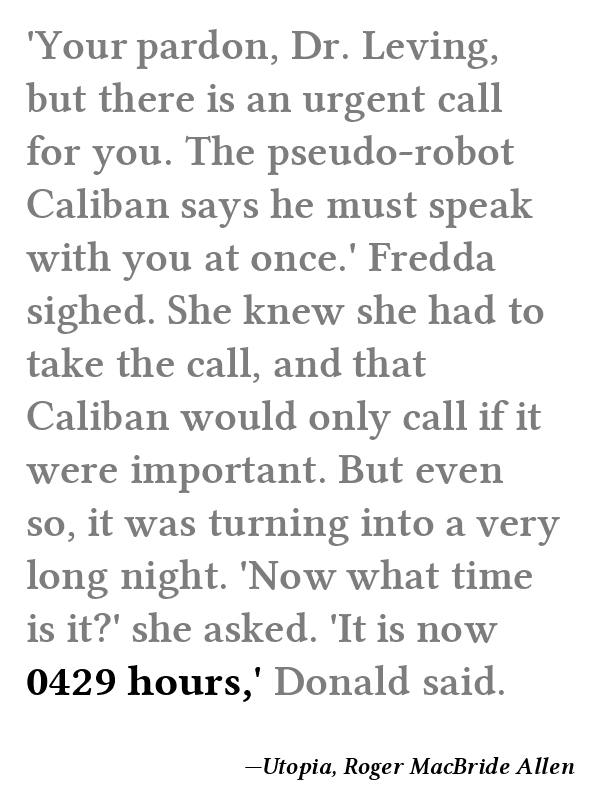 'Your pardon, Dr. Leving,
but there is an urgent call
for you. The pseudo-robot
Caliban says he must speak
with you at once.' Fredda
sighed. She knew she had to
take the call, and that
Caliban would only call if it
were important. But even
so, it was turning into a very
long night. 'Now what time
is it?' she asked. 'It is now
0429 hours,' Donald said.
—Utopia, Roger MacBride Allen